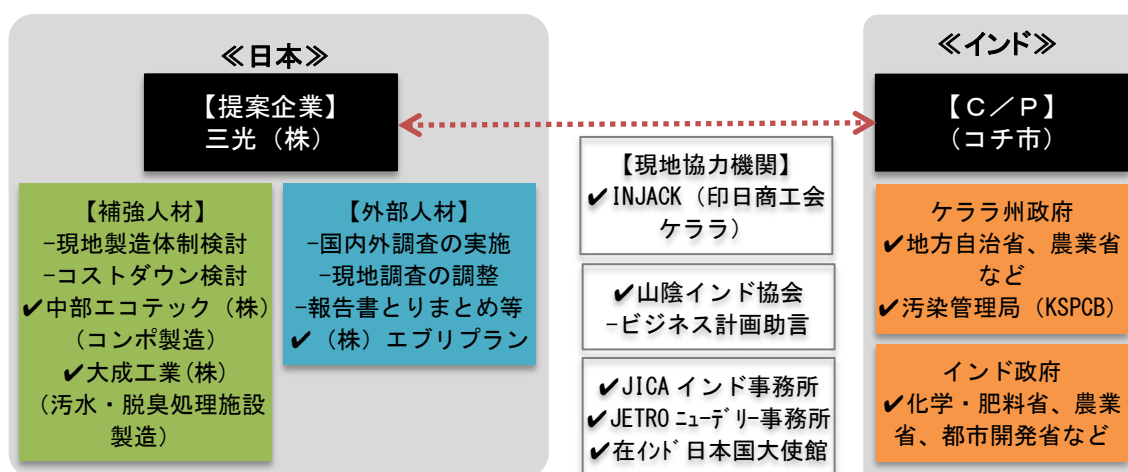 ≪日本≫
【提案企業】
三光（株）
【補強人材】
-現地製造体制検討
-コストダウン検討
✔中部エコテック（株）
（コンポ製造）
✔大成工業(株)
（汚水・脱臭処理施設
製造）
【外部人材】
-国内外調査の実施
-現地調査の調整
-報告書とりまとめ等
✔（株）エブリプラン
【現地協力機関】
✔INJACK（印日商工会
ケララ）
✔山陰インド協会
-ビジネス計画助言
✔JICA インド事務所
✔JETRO ﾆｭｰﾃﾞﾘｰ事務所
✔在ｲﾝﾄﾞ日本国大使館
≪インド≫
【Ｃ／Ｐ】
（コチ市）
ケララ州政府
✔地方自治省、農業省
など
✔汚染管理局（KSPCB）
インド政府
✔化学・肥料省、農業
省、都市開発省など